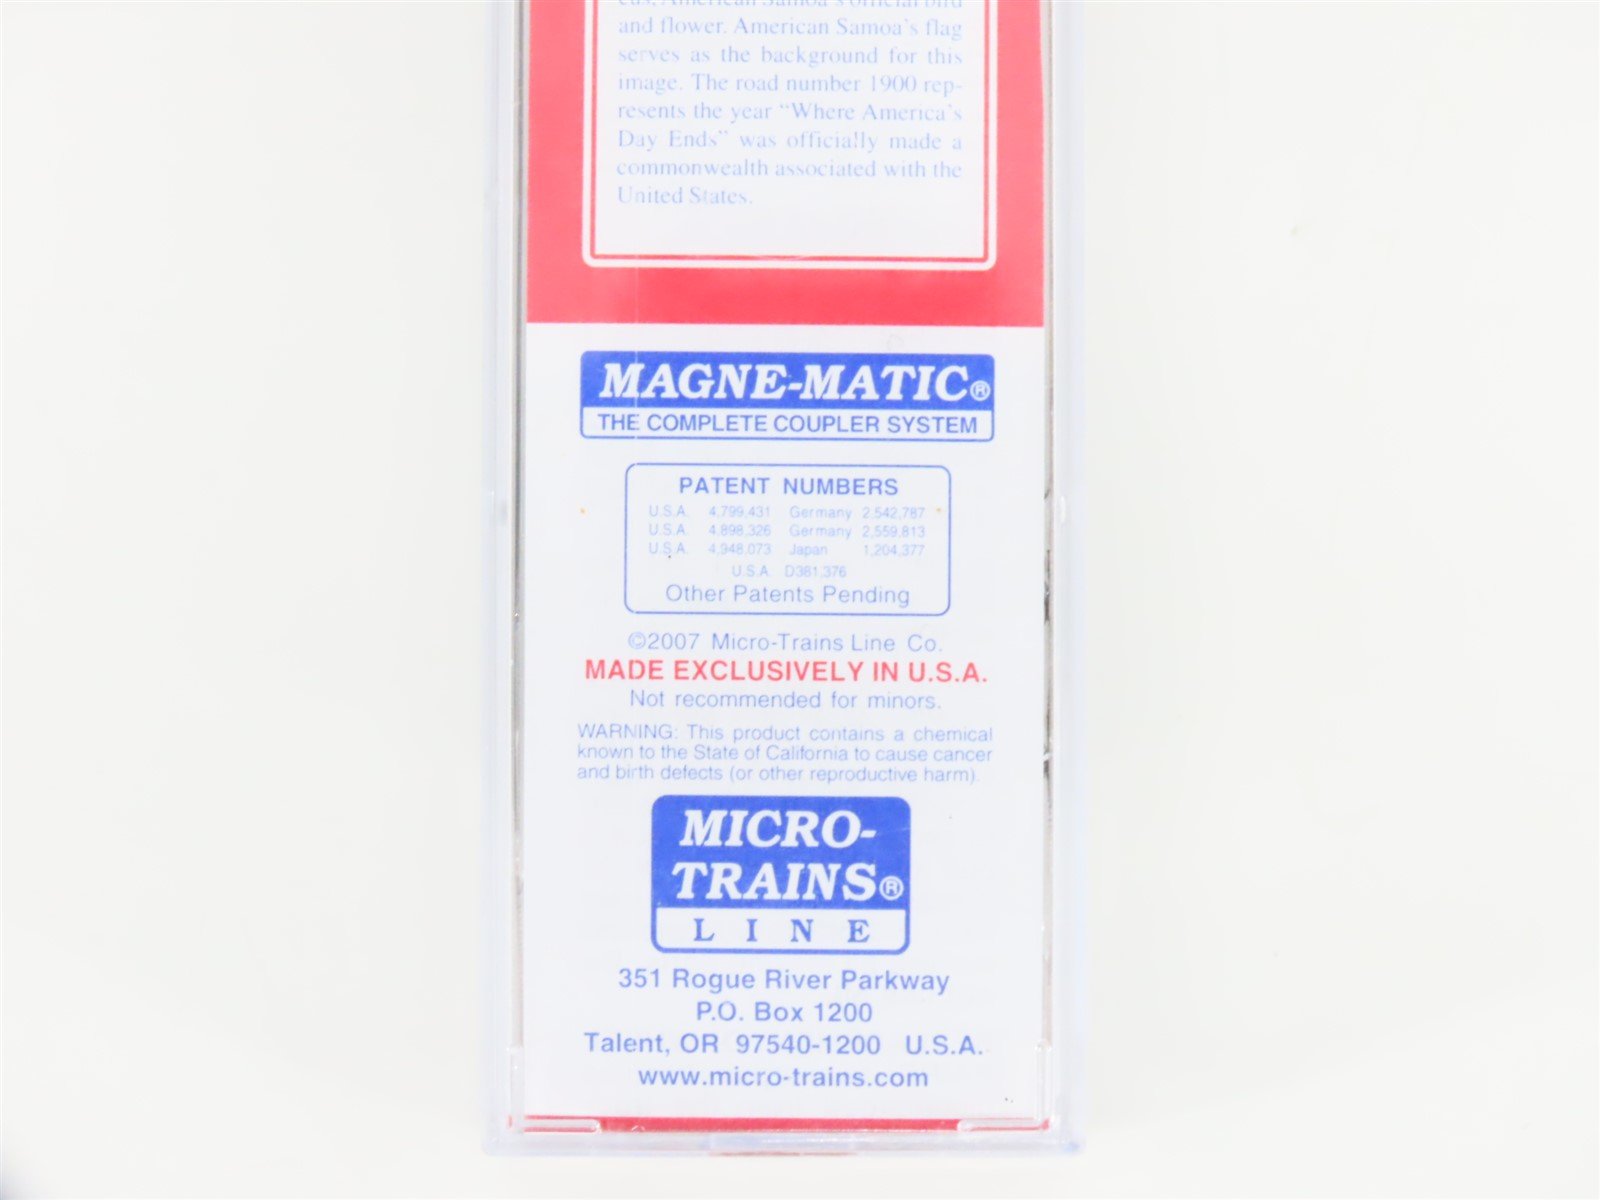 American Samoa's official bird
and flower. American Samoa's flag
serves as the background for this
image. The road number 1900 rep-
resents the year "Where America's
Day Ends" was officially made a
commonwealth associated with the
United States.
MAGNE-MATIC®
THE COMPLETE COUPLER SYSTEM
PATENT NUMBERS
U.S.A. 4,799,431 Germany 2,542,787
U.S.A. 4,898,326 Germany 2,559,813
U.S.A. 4,948,073 Japan 1,204,377
U.S.A. D381,376
Other Patents Pending
©2007 Micro-Trains Line Co.
MADE EXCLUSIVELY IN U.S.A.
Not recommended for minors.
WARNING: This product contains a chemical
known to the State of California to cause cancer
and birth defects (or other reproductive harm).
MICRO-
TRAINS®
LINE
351 Rogue River Parkway
P.O. Box 1200
Talent, OR 97540-1200 U.S.A.
www.micro-trains.com